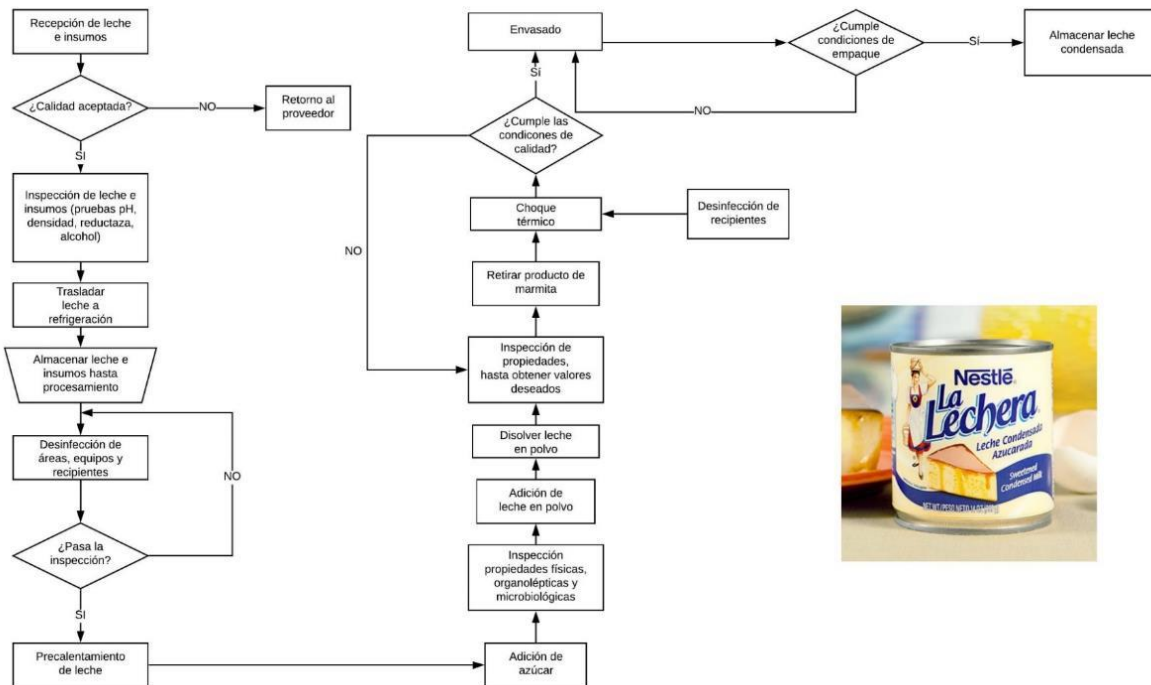 Recepción de leche
e insumos
¿Calidad aceptada?
NO
Retorno al
proveedor
SÍ
Inspección de leche e
insumos (pruebas pH,
densidad, reductaza,
alcohol)
Trasladar
leche a
refrigeración
Almacenar leche e
insumos hasta
procesamiento
Desinfección de
áreas, equipos y
recipientes
NO
¿Pasa la
inspección?
SÍ
Precalentamiento
de leche
Adición de
azúcar
Inspección
propiedades físicas,
organolépticas y
microbiológicas
Adición de
leche en polvo
Disolver leche
en polvo
Inspección de
propiedades,
hasta obtener valores
deseados
Retirar producto de
marmita
Choque
térmico
Desinfección de
recipientes
¿Cumple las
condicones de
calidad?
NO
Sí
Envasado
¿Cumple
condiciones de
empaque
NO
Sí
Almacenar leche
condensada
Nestlé
La
Lechera
Leche Condensada
Azucarada
Sweetened
Condensed milk